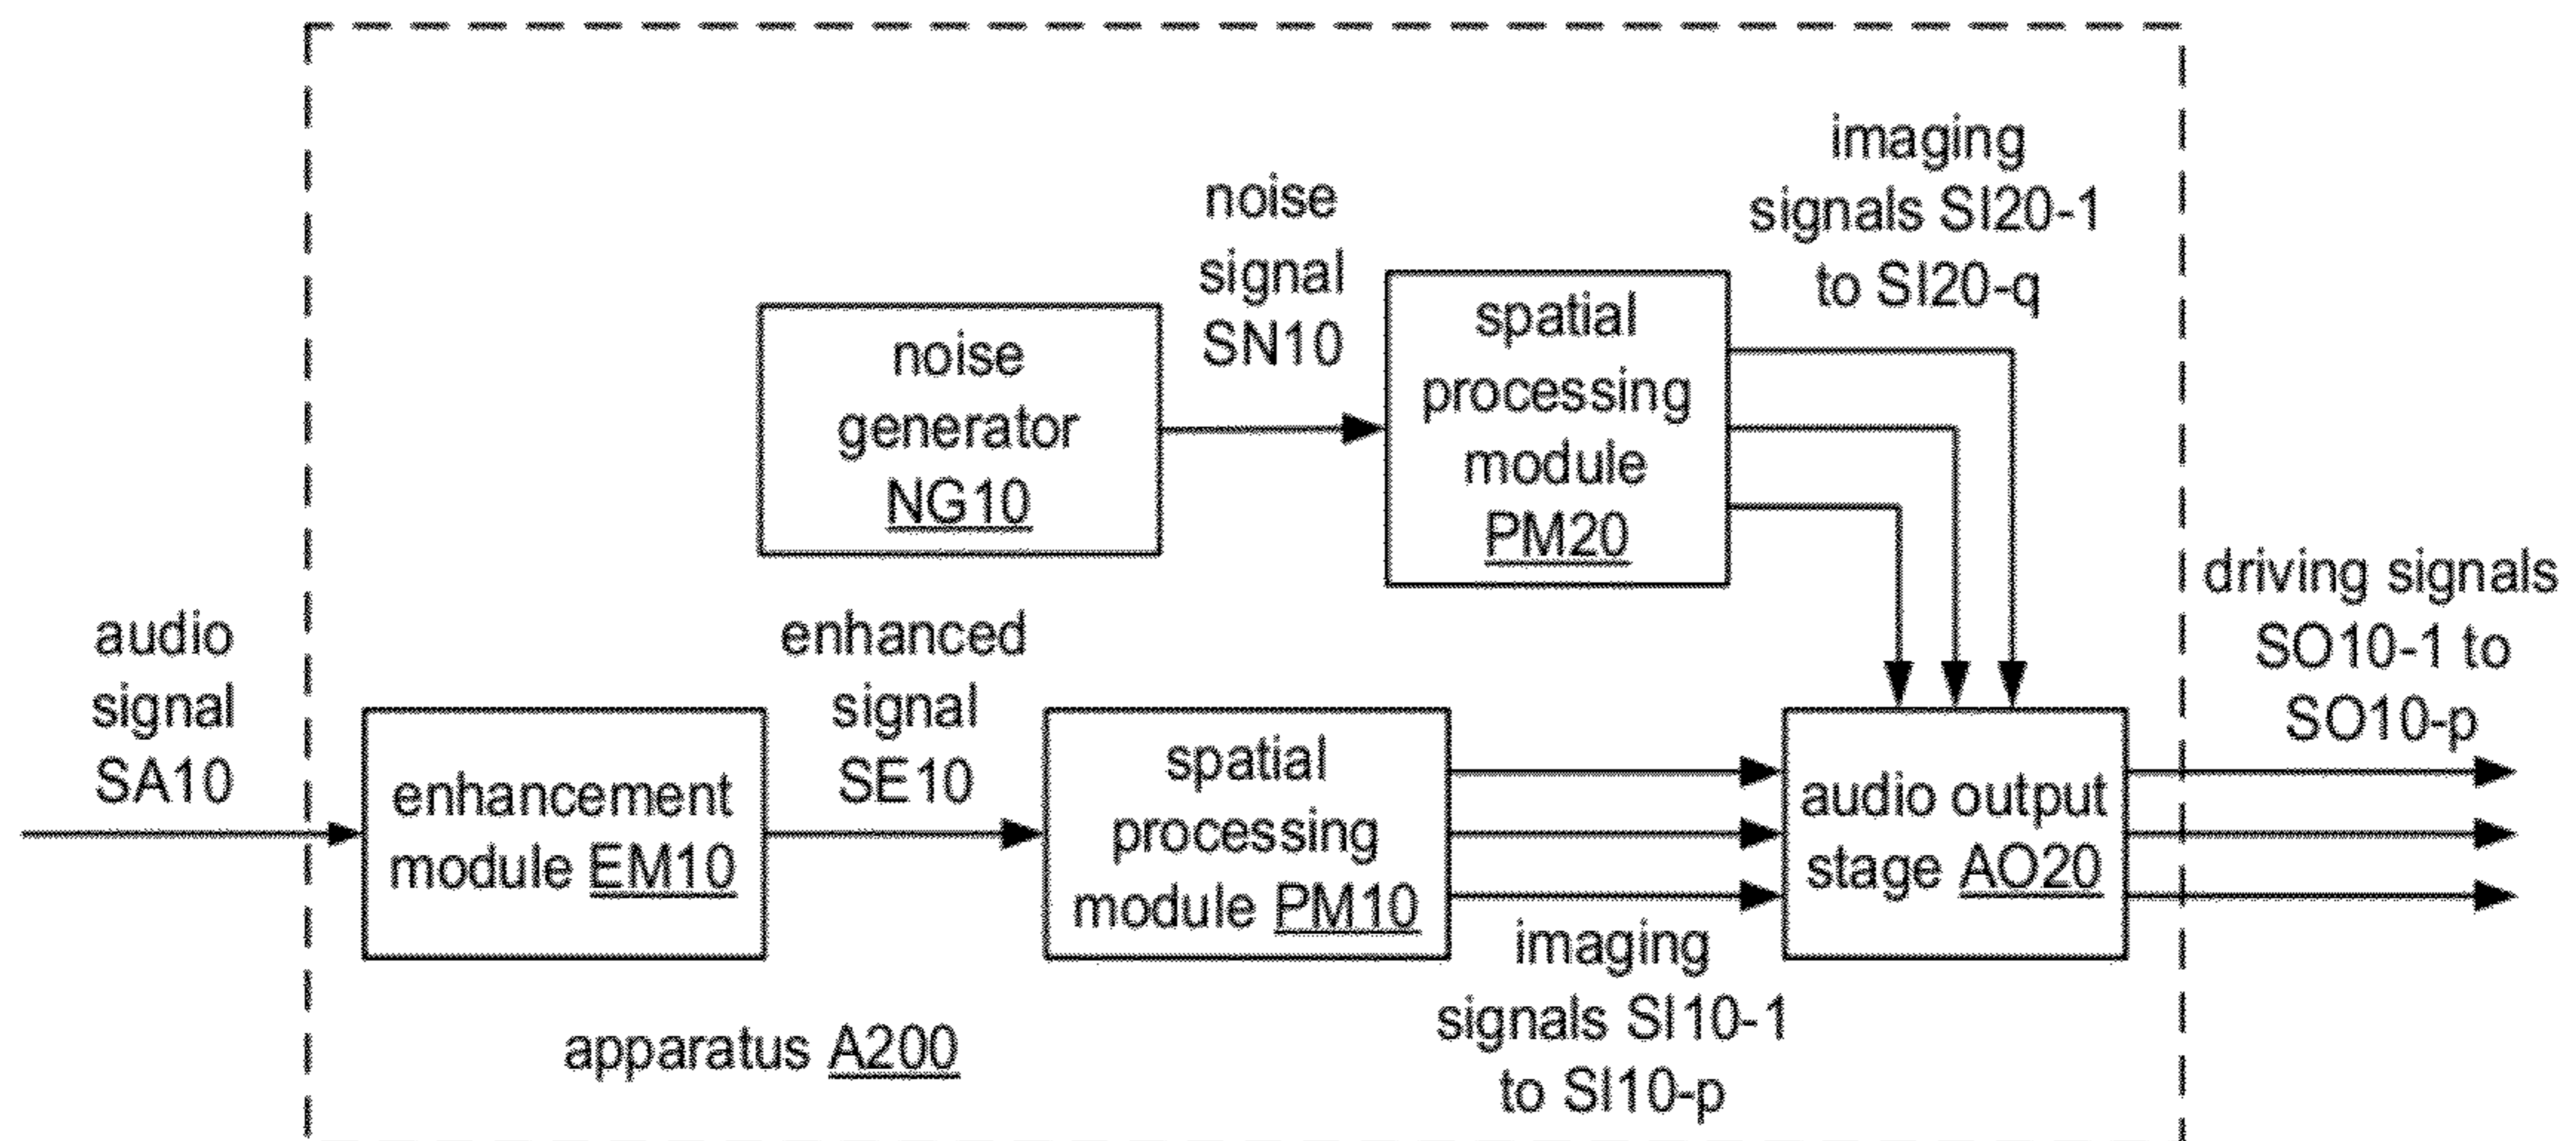 imaging
signals SI20-1
to SI20-q
noise
signal
SN10
noise
generator
NG10
spatial
processing
module
PM20
driving signals
SO10-1 to
SO10-p
audio
signal
SA10
enhanced
signal
SE10
enhancement
module EM10
spatial
processing
module PM10
audio output
stage AO20
imaging
signals SI10-1
to SI10-p
apparatus A200